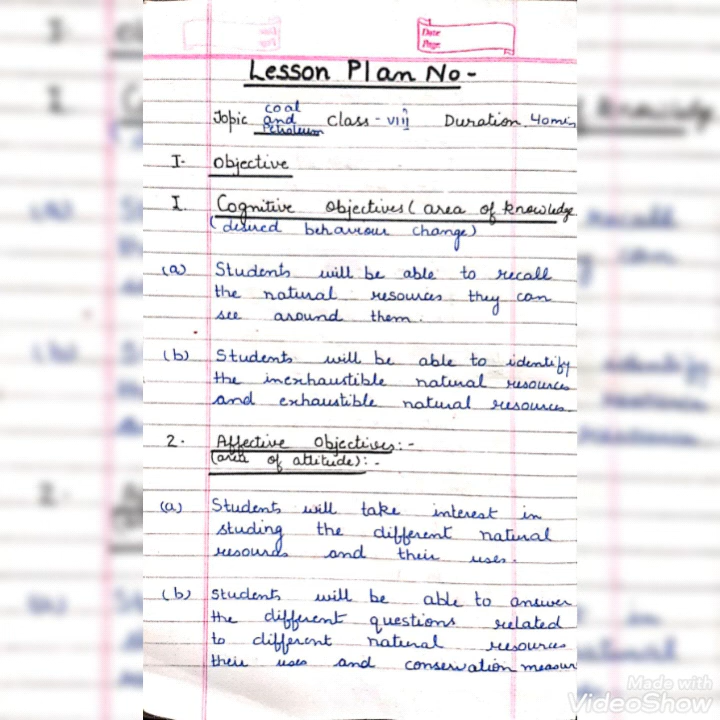 Date
Page
Lesson Plan No -
Topic coal and Petroleum Class - VIII Duration 40 min
I- Objective
I. Cognitive Objectives (area of knowledge
(desired behaviour change)
(a) Students will be able to recall
the natural resources they can
see around them.
(b) Students will be able to identify
the inexhaustible natural resources
and exhaustible natural resources
2. Affective Objectives:-
(area of attitude):-
(a) Students will take interest in
studing the different natural
resources and their uses.
(b) Students will be able to answer
the different questions related
to different natural resources
their uses and conservation measur
Made with
VideoShow